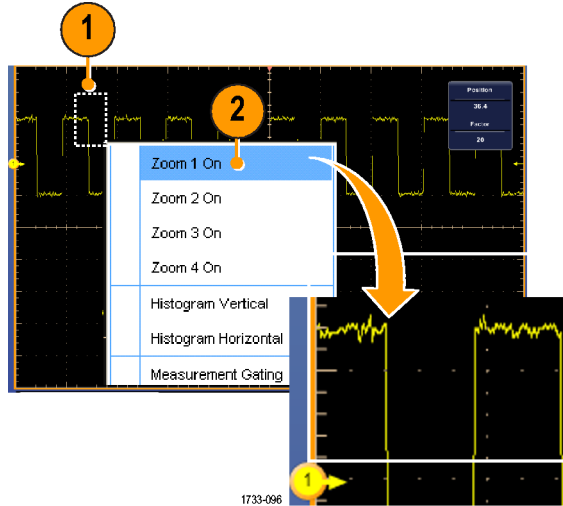 1
2
Position
36.4
Factor
20
Zoom 1 On
Zoom 2 On
Zoom 3 On
Zoom 4 On
Histogram Vertical
Histogram Horizontal
Measurement Gating
1
1733-096